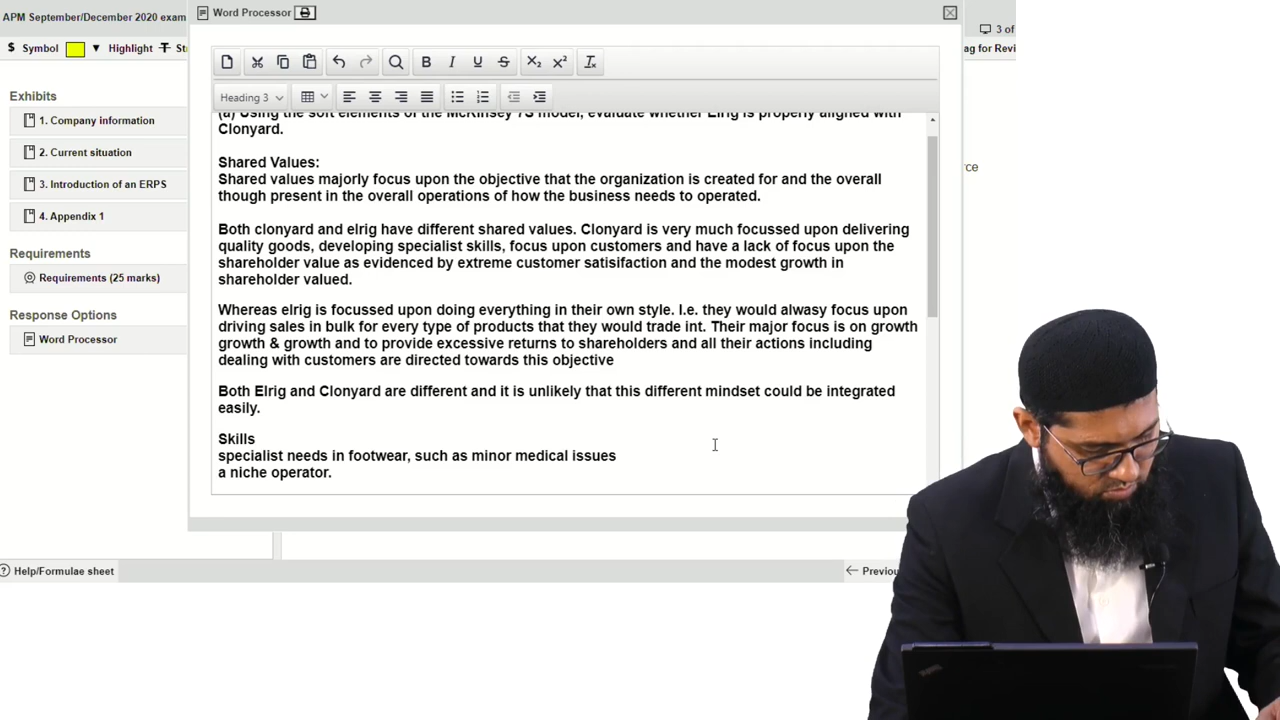 APM September/December 2020 exam
Word Processor
3 of
$ Symbol
Highlight
T St
ag for Revi
Heading 3
B I U S X₂ X² Tx
Exhibits
1. Company information
2. Current situation
3. Introduction of an ERPS
4. Appendix 1
Requirements
Requirements (25 marks)
Response Options
Word Processor
(a) Using the soft elements of the McKinsey 7S model, evaluate whether Elrig is properly aligned with
Clonyard.
Shared Values:
Shared values majorly focus upon the objective that the organization is created for and the overall
though present in the overall operations of how the business needs to operated.
Both clonyard and elrig have different shared values. Clonyard is very much focussed upon delivering
quality goods, developing specialist skills, focus upon customers and have a lack of focus upon the
shareholder value as evidenced by extreme customer satisifaction and the modest growth in
shareholder valued.
Whereas elrig is focussed upon doing everything in their own style. I.e. they would alwasy focus upon
driving sales in bulk for every type of products that they would trade int. Their major focus is on growth
growth & growth and to provide excessive returns to shareholders and all their actions including
dealing with customers are directed towards this objective
Both Elrig and Clonyard are different and it is unlikely that this different mindset could be integrated
easily.
Skills
specialist needs in footwear, such as minor medical issues
a niche operator.
rce
Help/Formulae sheet
Previou